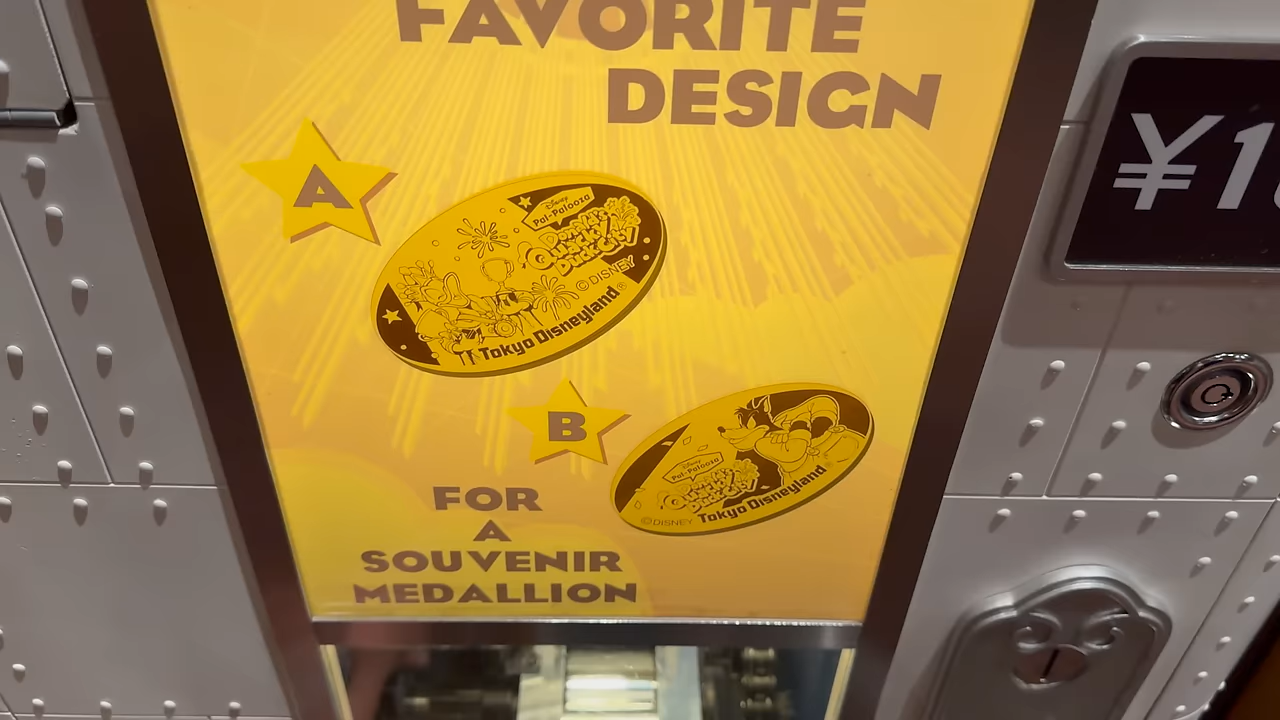 FAVORITE
DESIGN
A
Disney
Pal-Palooza
Donald's
Quacky
Duck City
© DISNEY
Tokyo Disneyland®
B
Disney
Pal-Palooza
Donald's
Quacky
Duck City
© DISNEY
Tokyo Disneyland®
FOR
A
SOUVENIR
MEDALLION
¥1